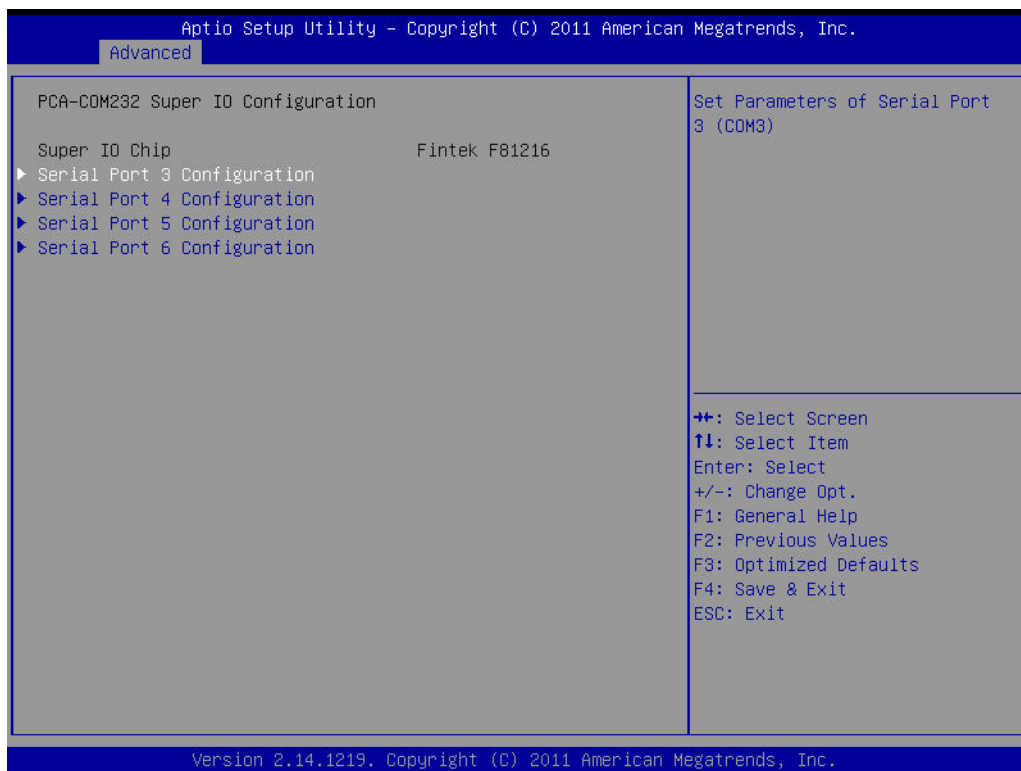 Aptio Setup Utility – Copyright (C) 2011 American Megatrends, Inc.
Advanced
PCA-COM232 Super IO Configuration
Super IO Chip Fintek F81216
▶ Serial Port 3 Configuration
▶ Serial Port 4 Configuration
▶ Serial Port 5 Configuration
▶ Serial Port 6 Configuration
Set Parameters of Serial Port
3 (COM3)
→←: Select Screen
↑↓: Select Item
Enter: Select
+/-: Change Opt.
F1: General Help
F2: Previous Values
F3: Optimized Defaults
F4: Save & Exit
ESC: Exit
Version 2.14.1219. Copyright (C) 2011 American Megatrends, Inc.